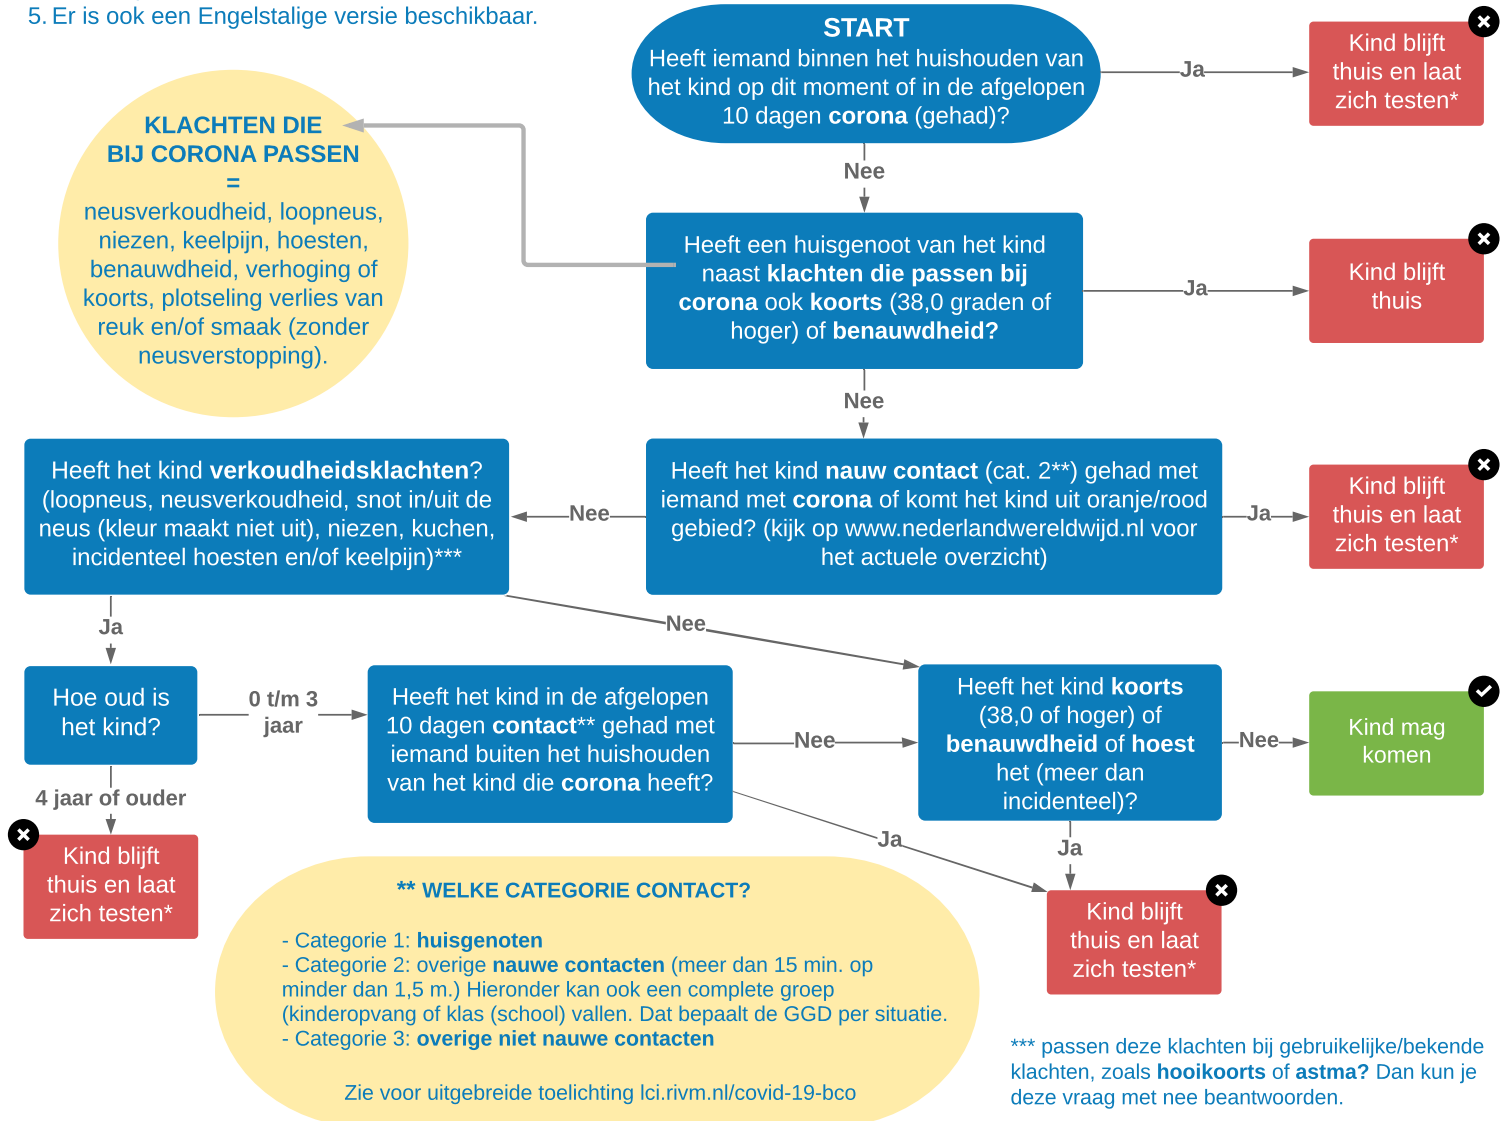 5. Er is ook een Engelstalige versie beschikbaar.
START
Heeft iemand binnen het huishouden van
het kind op dit moment of in de afgelopen
10 dagen corona (gehad)?
Ja
Kind blijft
thuis en laat
zich testen*
KLACHTEN DIE
BIJ CORONA PASSEN
=
neusverkoudheid, loopneus,
niezen, keelpijn, hoesten,
benauwdheid, verhoging of
koorts, plotseling verlies van
reuk en/of smaak (zonder
neusverstopping).
Nee
Heeft een huisgenoot van het kind
naast klachten die passen bij
corona ook koorts (38,0 graden of
hoger) of benauwdheid?
Ja
Kind blijft
thuis
Nee
Heeft het kind nauw contact (cat. 2**) gehad met
iemand met corona of komt het kind uit oranje/rood
gebied? (kijk op www.nederlandwereldwijd.nl voor
het actuele overzicht)
Ja
Kind blijft
thuis en laat
zich testen*
Nee
Heeft het kind verkoudheidsklachten?
(loopneus, neusverkoudheid, snot in/uit de
neus (kleur maakt niet uit), niezen, kuchen,
incidenteel hoesten en/of keelpijn)***
Ja
Nee
Hoe oud is
het kind?
0 t/m 3
jaar
Heeft het kind in de afgelopen
10 dagen contact** gehad met
iemand buiten het huishouden
van het kind die corona heeft?
Nee
Heeft het kind koorts
(38,0 of hoger) of
benauwdheid of hoest
het (meer dan
incidenteel)?
Nee
Kind mag
komen
4 jaar of ouder
Kind blijft
thuis en laat
zich testen*
Ja
Ja
Kind blijft
thuis en laat
zich testen*
** WELKE CATEGORIE CONTACT?
- Categorie 1: huisgenoten
- Categorie 2: overige nauwe contacten (meer dan 15 min. op
minder dan 1,5 m.) Hieronder kan ook een complete groep
(kinderopvang of klas (school) vallen. Dat bepaalt de GGD per situatie.
- Categorie 3: overige niet nauwe contacten
Zie voor uitgebreide toelichting lci.rivm.nl/covid-19-bco
*** passen deze klachten bij gebruikelijke/bekende
klachten, zoals hooikoorts of astma? Dan kun je
deze vraag met nee beantwoorden.